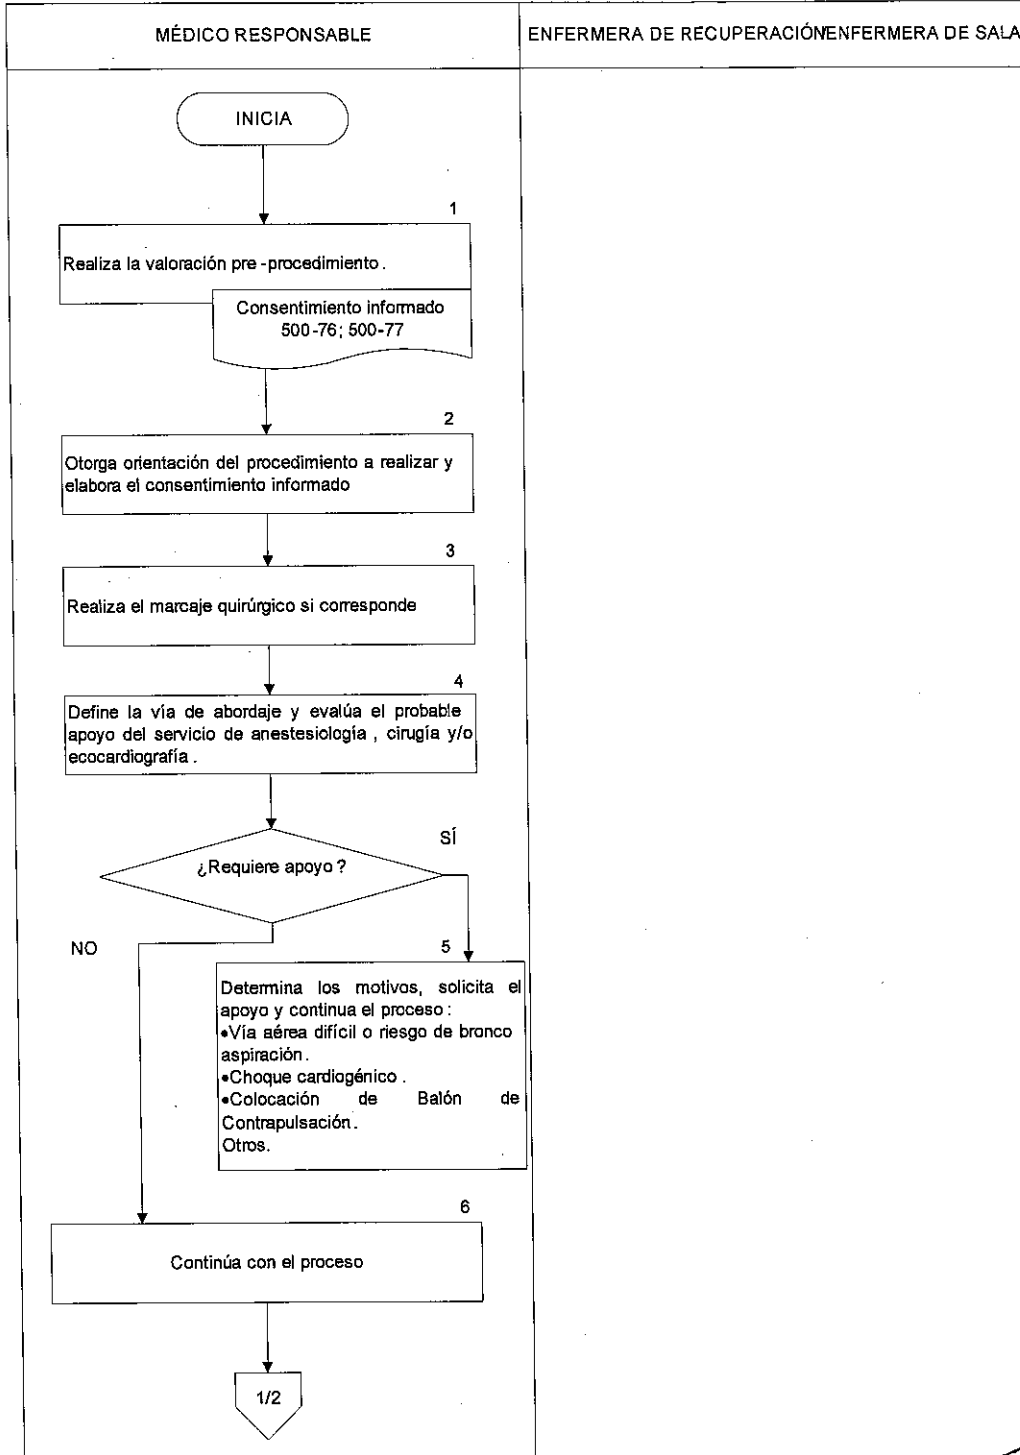 MÉDICO RESPONSABLE
ENFERMERA DE RECUPERACIÓN/ENFERMERA DE SALA
INICIA
1
Realiza la valoración pre-procedimiento.
Consentimiento informado
500-76; 500-77
2
Otorga orientación del procedimiento a realizar y
elabora el consentimiento informado
3
Realiza el marcaje quirúrgico si corresponde
4
Define la vía de abordaje y evalúa el probable
apoyo del servicio de anestesiología, cirugía y/o
ecocardiografía.
¿Requiere apoyo?
SÍ
NO
5
Determina los motivos, solicita el
apoyo y continua el proceso:
•Vía aérea difícil o riesgo de bronco
aspiración.
•Choque cardiogénico.
•Colocación de Balón de
Contrapulsación.
Otros.
6
Continúa con el proceso
1/2